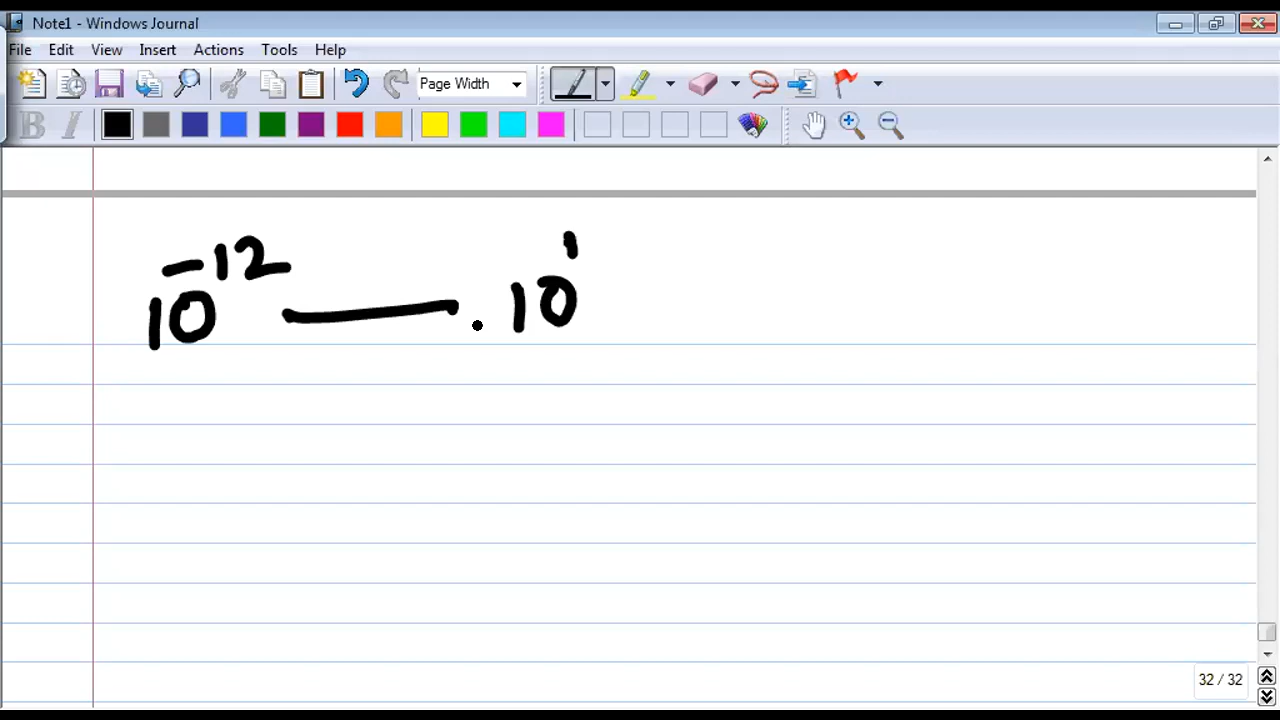 Note1 - Windows Journal
File Edit View Insert Actions Tools Help
Page Width
B I
10⁻¹² — 10¹
32 / 32